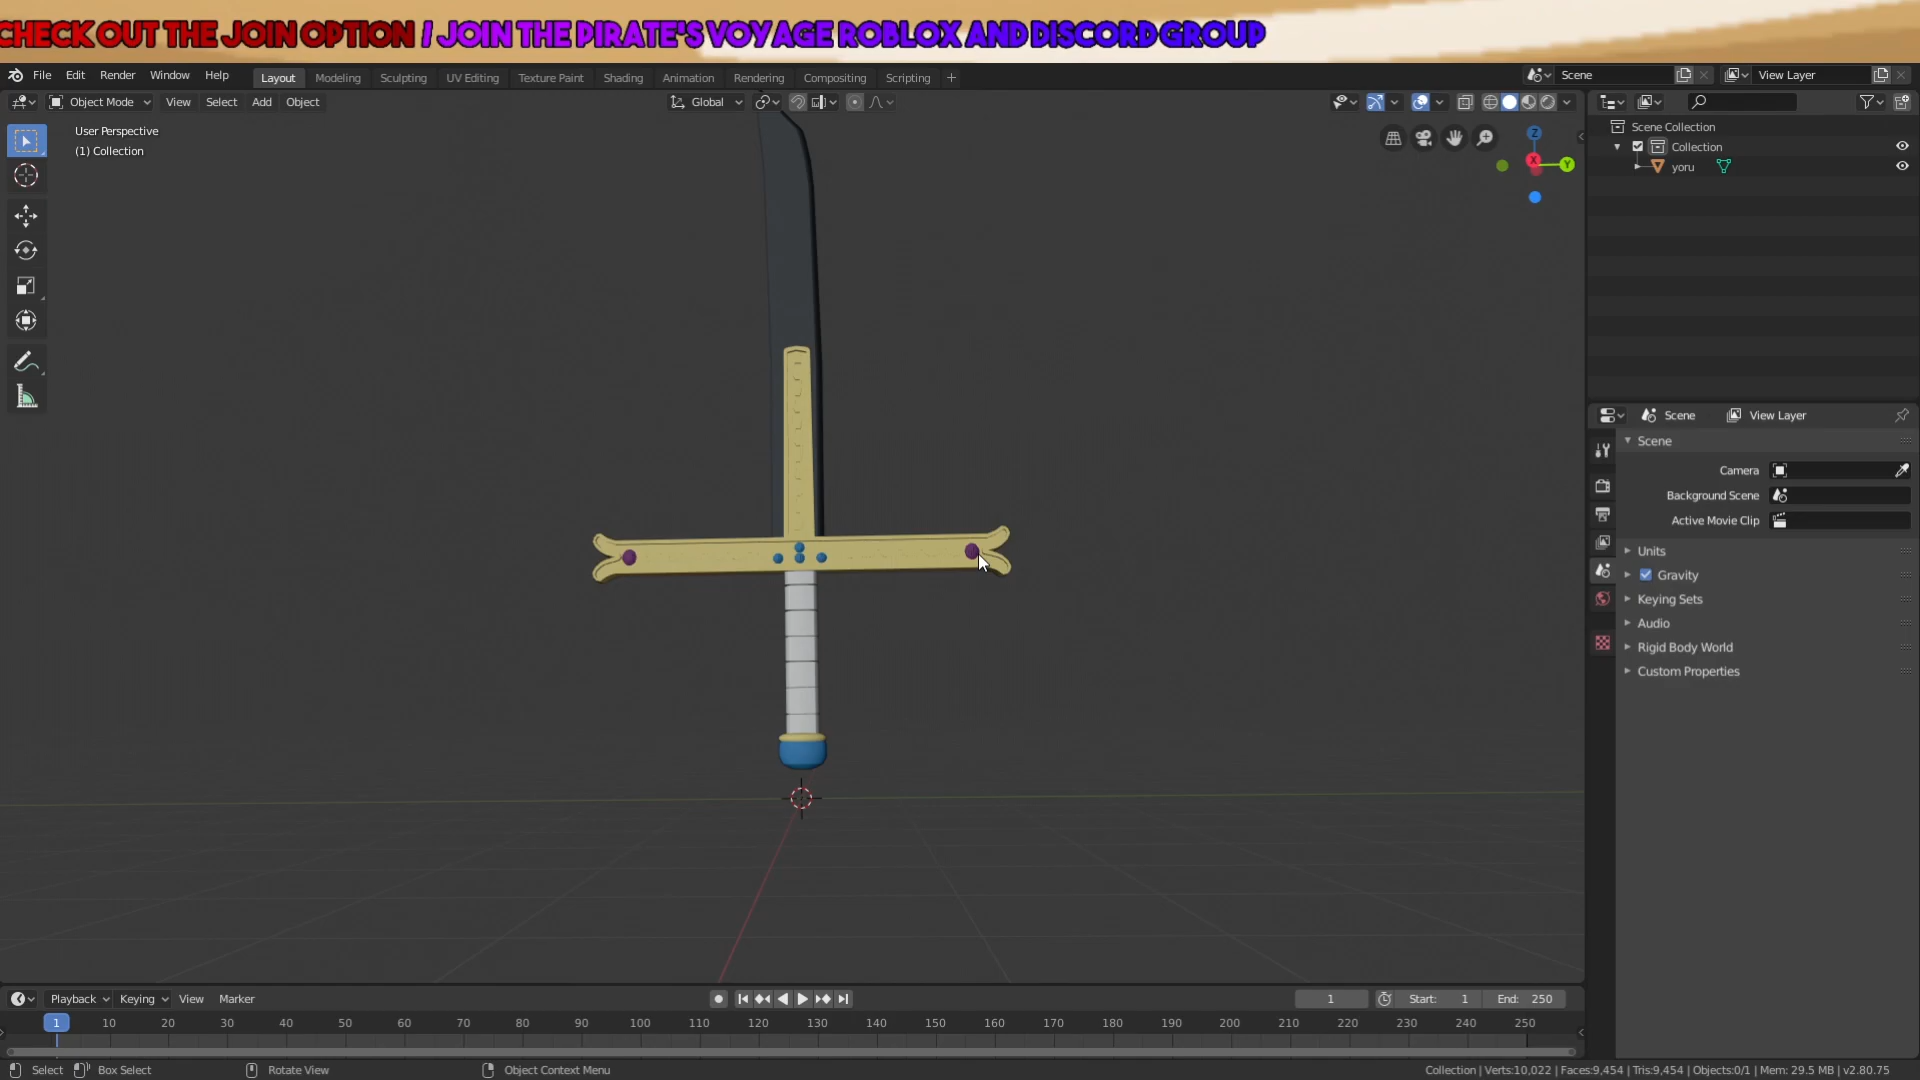 CHECK OUT THE JOIN OPTION / JOIN THE PIRATE'S VOYAGE ROBLOX AND DISCORD GROUP
File Edit Render Window Help
Layout Modeling Sculpting UV Editing Texture Paint Shading Animation Rendering Compositing Scripting +
Scene View Layer
Object Mode View Select Add Object
Global
User Perspective
(1) Collection
Z
X
Y
Scene Collection
Collection
yoru
Scene View Layer
Scene
Camera
Background Scene
Active Movie Clip
Units
Gravity
Keying Sets
Audio
Rigid Body World
Custom Properties
Playback Keying View Marker
1 Start: 1 End: 250
1 10 20 30 40 50 60 70 80 90 100 110 120 130 140 150 160 170 180 190 200 210 220 230 240 250
Select Box Select Rotate View Object Context Menu
Collection | Verts:10,022 | Faces:9,454 | Tris:9,454 | Objects:0/1 | Mem: 29.5 MB | v2.80.75